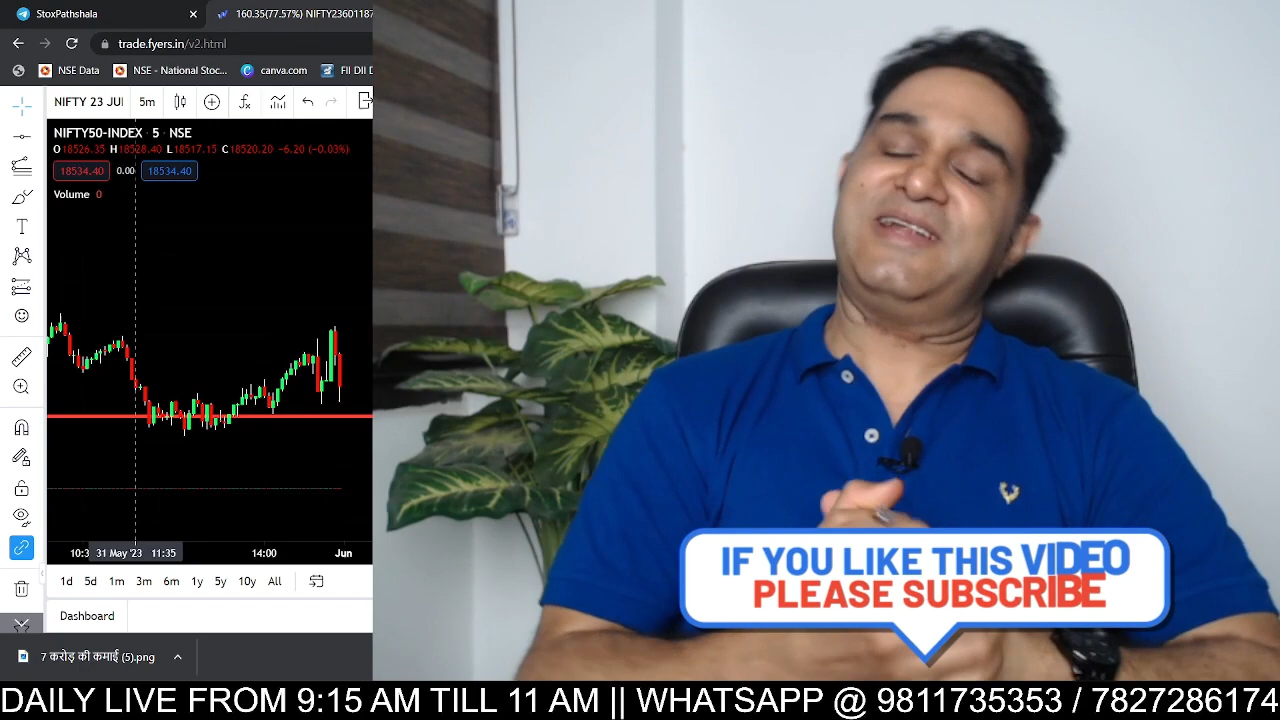 StoxPathshala
160.35(77.57%) NIFTY2360118
trade.fyers.in/v2.html
NSE Data
NSE - National Stoc...
canva.com
FII DII
NIFTY 23 JUI
5m
NIFTY50-INDEX · 5 · NSE
O18526.35 H18528.40 L18517.15 C18520.20 -6.20 (-0.03%)
18534.40 0.00 18534.40
Volume 0
10:3 31 May '23 11:35 14:00 Jun
1d 5d 1m 3m 6m 1y 5y 10y All
Dashboard
7 करोड़ की कमाई (5).png
IF YOU LIKE THIS VIDEO
PLEASE SUBSCRIBE
DAILY LIVE FROM 9:15 AM TILL 11 AM || WHATSAPP @ 9811735353 / 7827286174